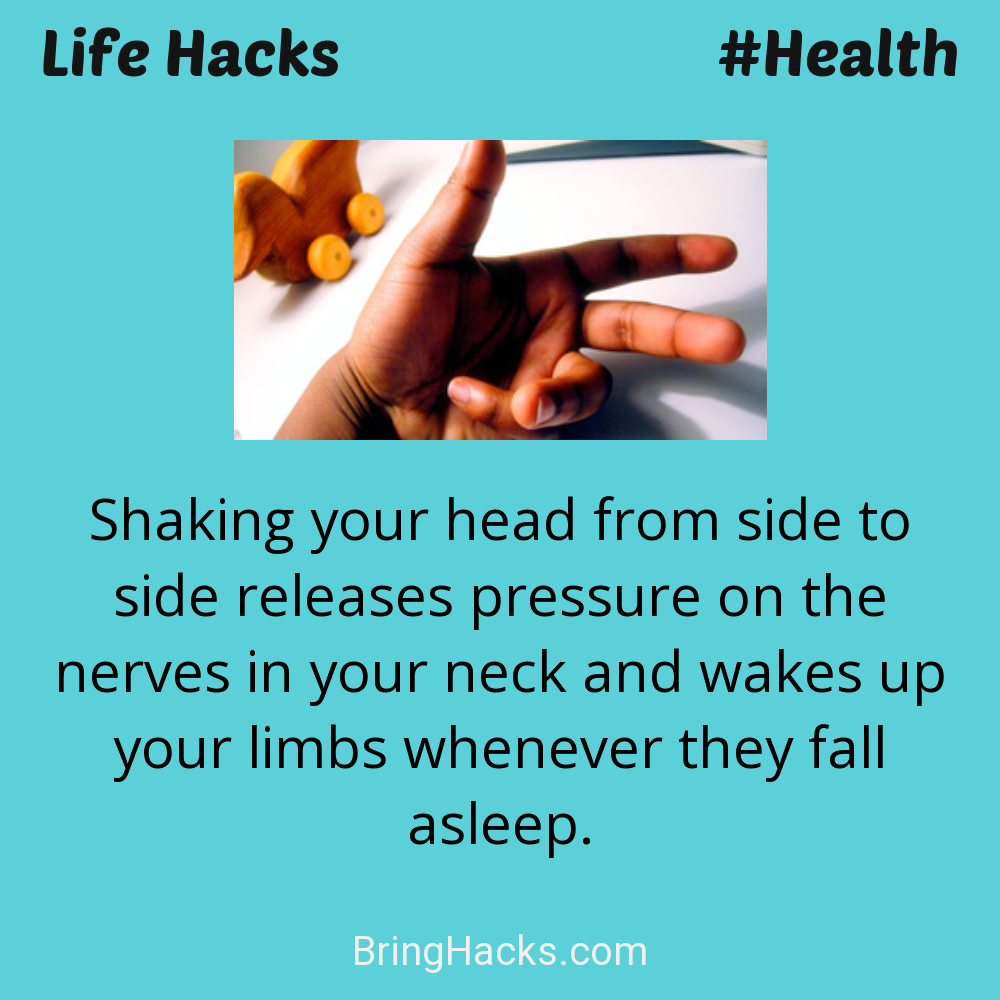 Life Hacks
#Health
Shaking your head from side to
side releases pressure on the
nerves in your neck and wakes up
your limbs whenever they fall
asleep.
BringHacks.com